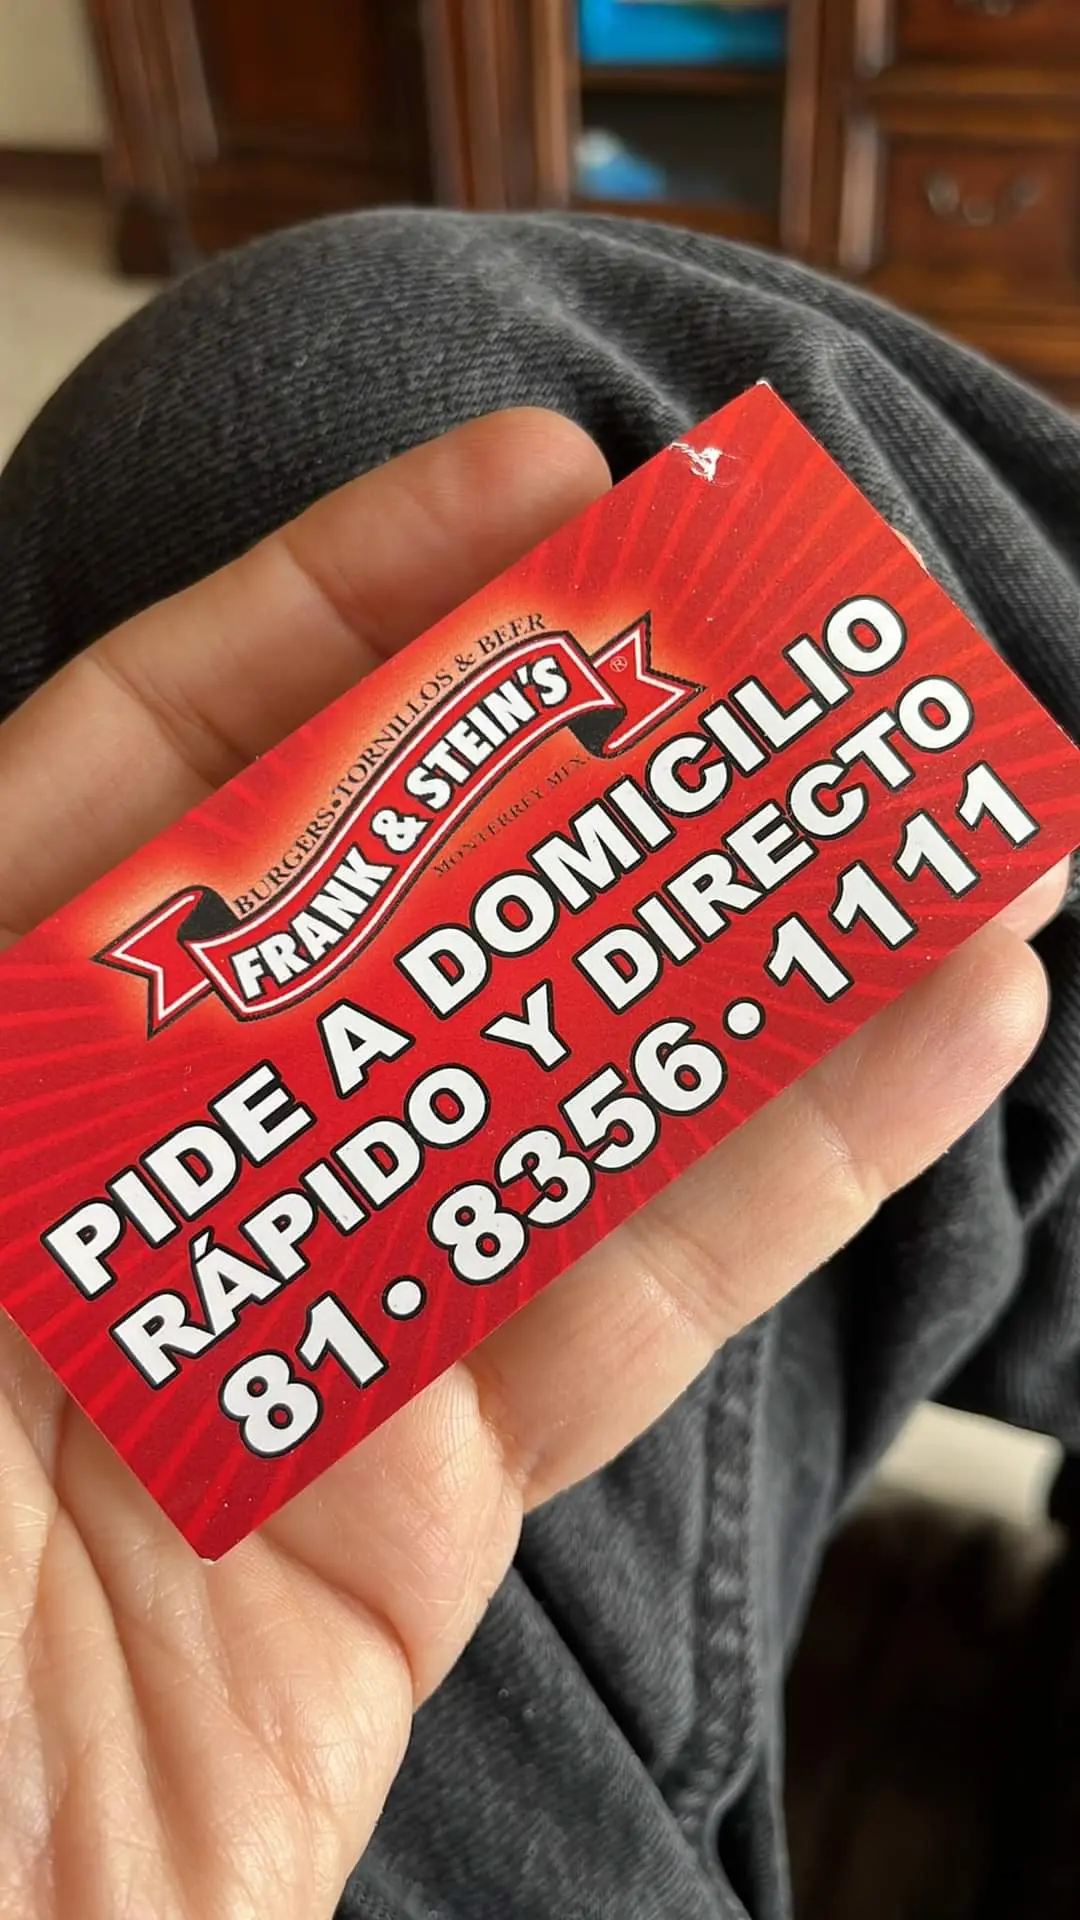 BURGERS•TORNILLOS & BEER
FRANK & STEIN'S ®
MONTERREY MEX.
PIDE A DOMICILIO
RÁPIDO Y DIRECTO
81•8356•1111